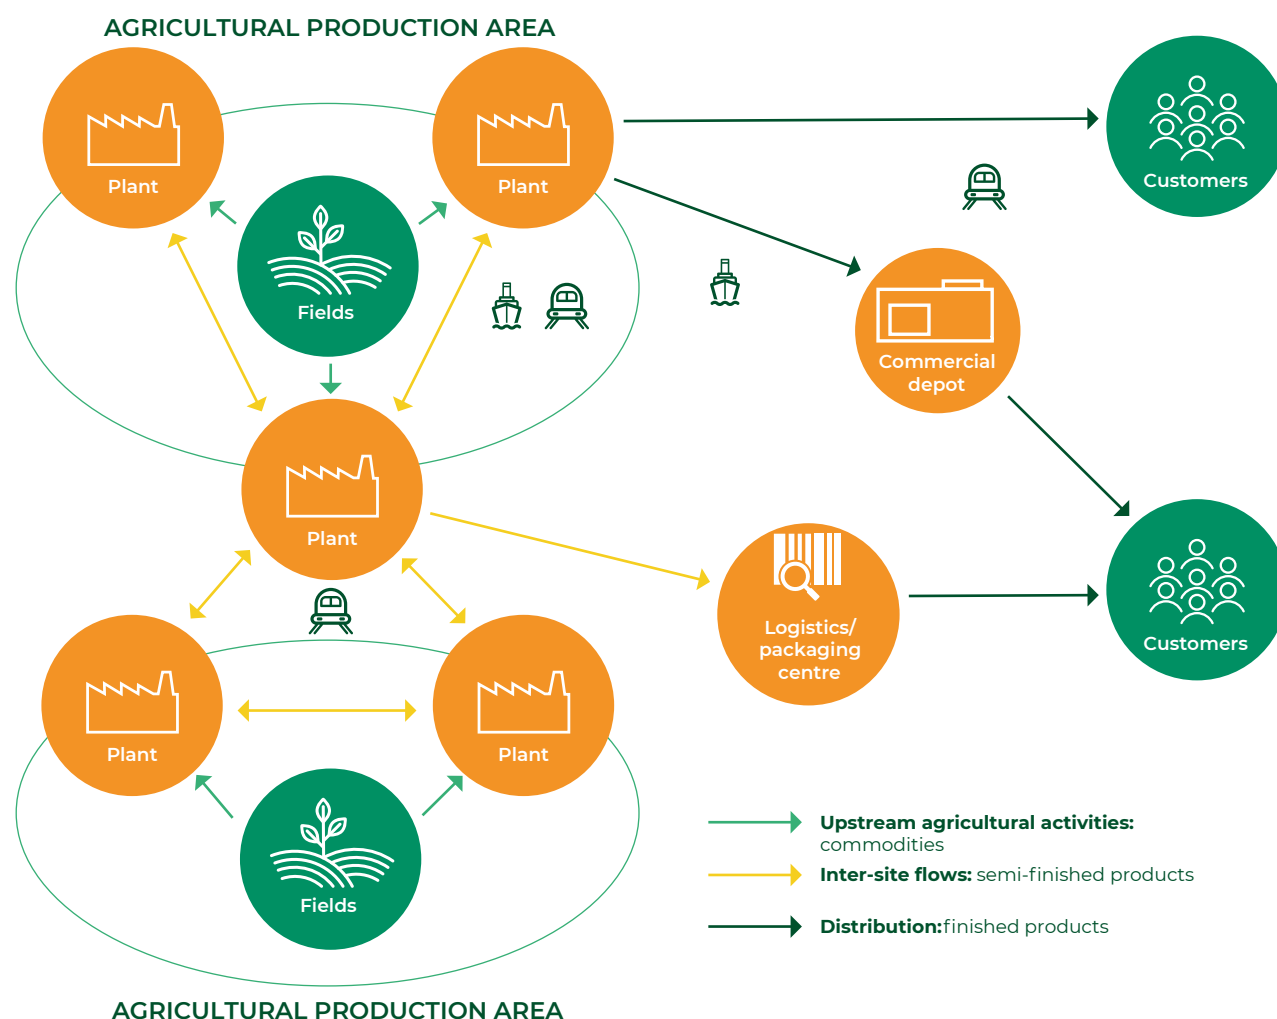 AGRICULTURAL PRODUCTION AREA
Plant
Plant
Customers
Fields
Commercial
depot
Plant
Logistics/
packaging
centre
Customers
Plant
Plant
Fields
Upstream agricultural activities:
commodities
Inter-site flows: semi-finished products
Distribution:finished products
AGRICULTURAL PRODUCTION AREA